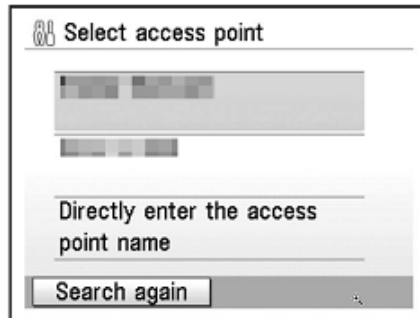 Select access point
Directly enter the access
point name
Search again